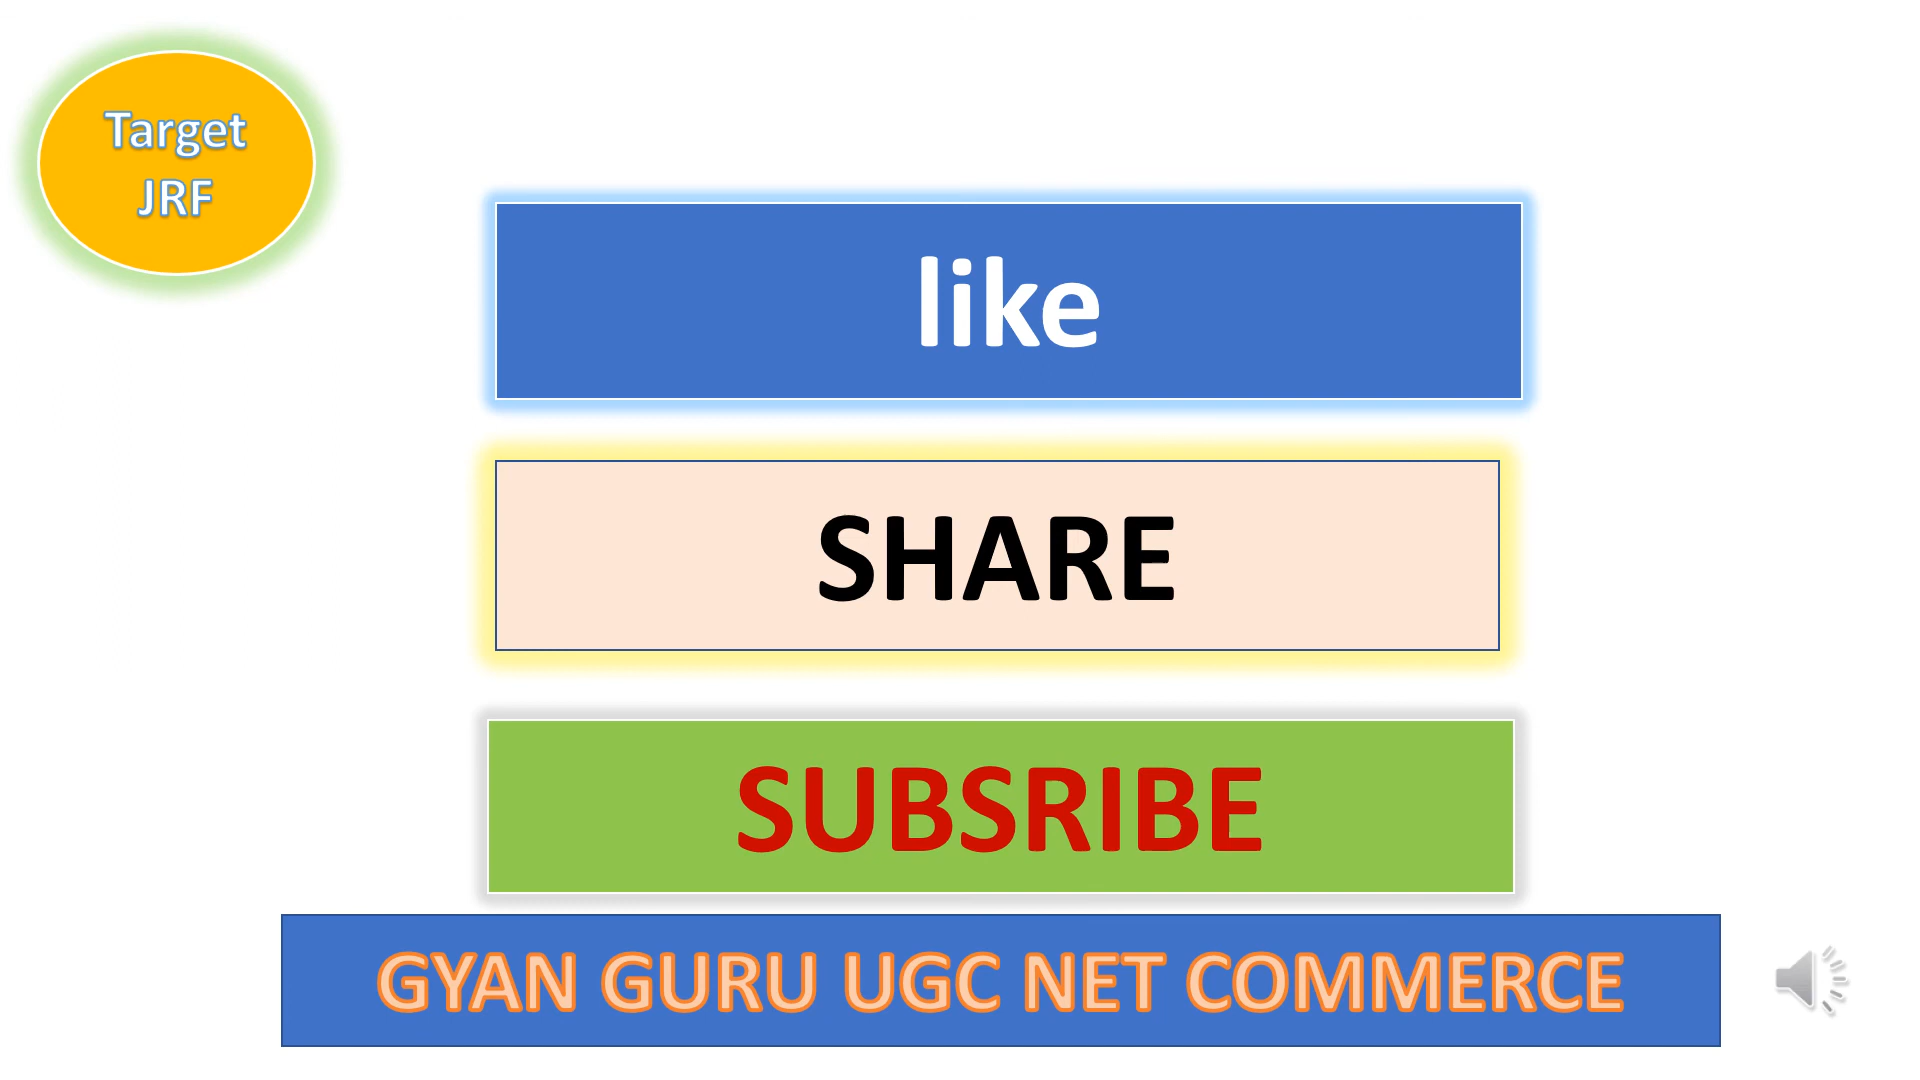 Target
JRF
like
SHARE
SUBSRIBE
GYAN GURU UGC NET COMMERCE